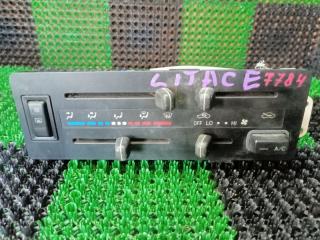 LITACE 7784
OFF LO • • HI
A/C